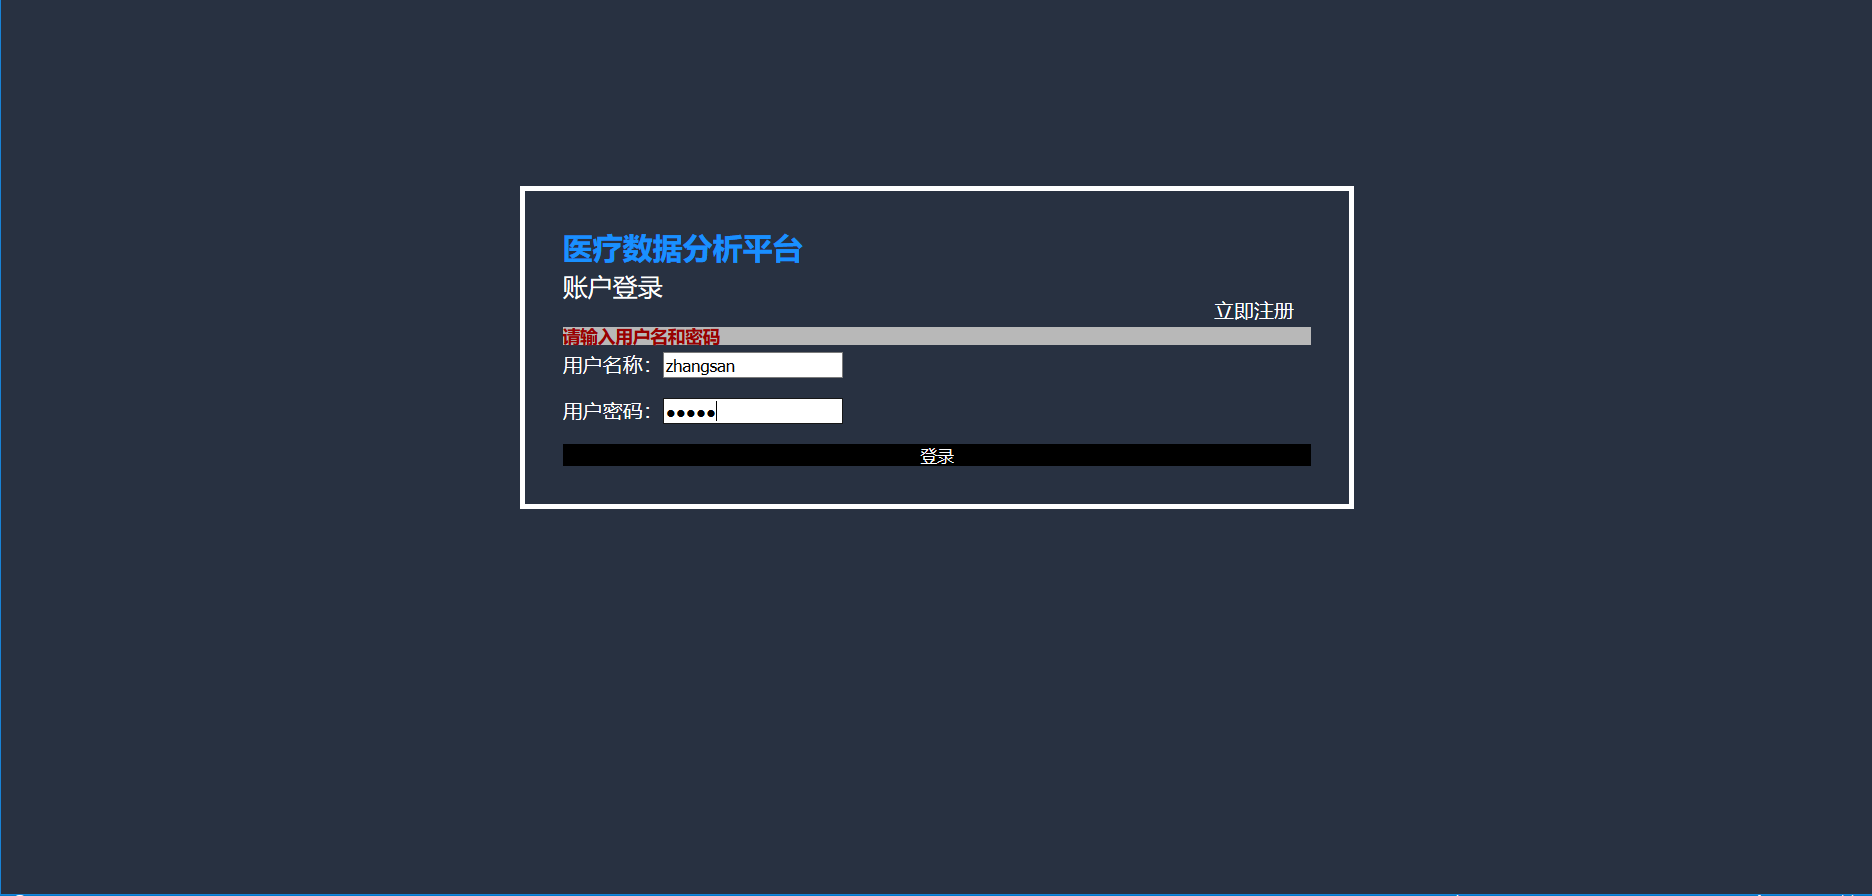 医疗数据分析平台
账户登录
立即注册
请输入用户名和密码
用户名称： zhangsan
用户密码： ●●●●●
登录